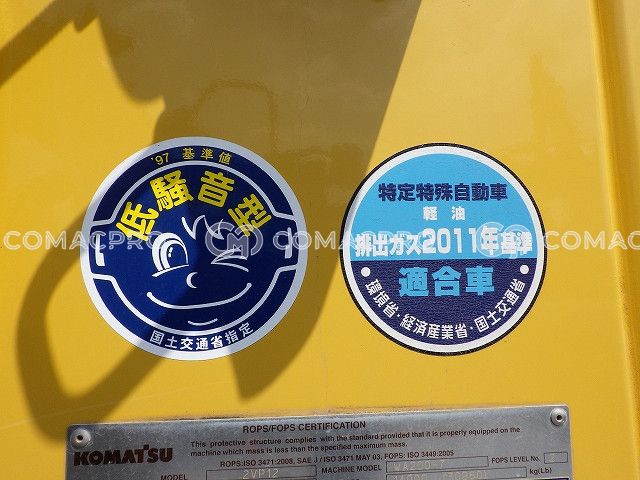 '97 基準値
低騒音型
国土交通省指定
特定特殊自動車
軽油
排出ガス2011年基準
適合車
・環境省・経済産業省・国土交通省・
COMACPRO COMACPRO COMACPRO COMACPRO
KOMATSU
ROPS/FOPS CERTIFICATION
This protective structure complies with the standard provided that it is properly equipped on the
machine which mass is less than the specified maximum mass.
ROPS:ISO 3471:2008, SAE J / ISO 3471 MAY 03, FOPS: ISO 3449:2005
MODEL 2VP12 MACHINE MODEL FOPS LEVEL No.
kg(Lb)